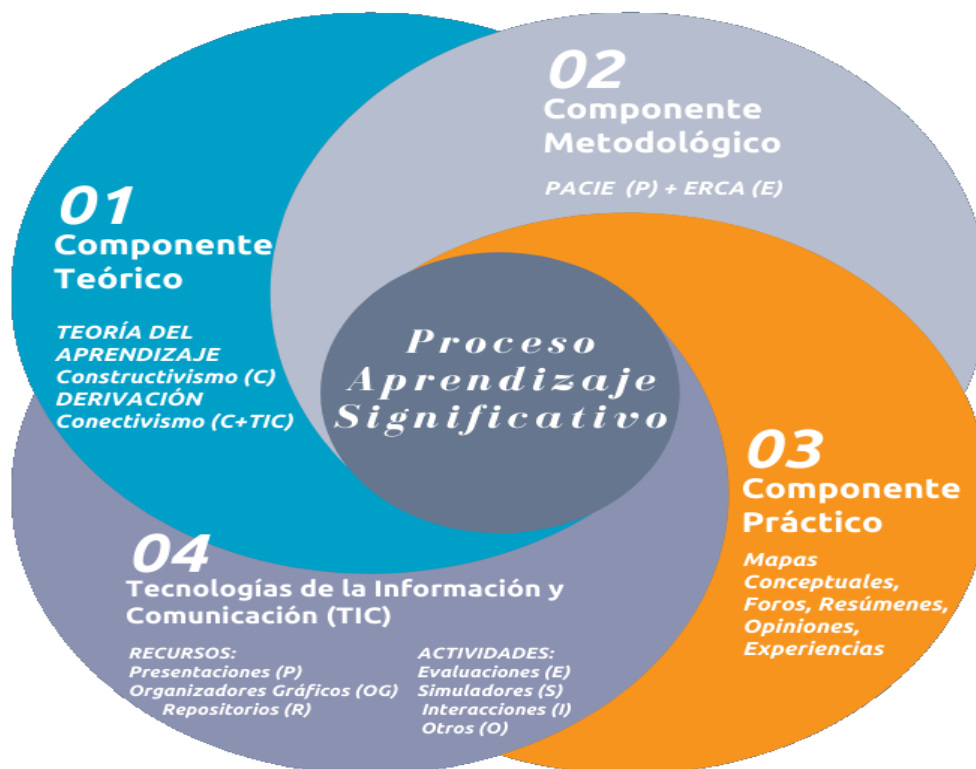 01
Componente
Teórico
TEORÍA DEL
APRENDIZAJE
Constructivismo (C)
DERIVACIÓN
Conectivismo (C+TIC)
02
Componente
Metodológico
PACIE (P) + ERCA (E)
Proceso
Aprendizaje
Significativo
03
Componente
Práctico
Mapas
Conceptuales,
Foros, Resúmenes,
Opiniones,
Experiencias
04
Tecnologías de la Información y
Comunicación (TIC)
RECURSOS:
Presentaciones (P)
Organizadores Gráficos (OG)
Repositorios (R)
ACTIVIDADES:
Evaluaciones (E)
Simuladores (S)
Interacciones (I)
Otros (O)